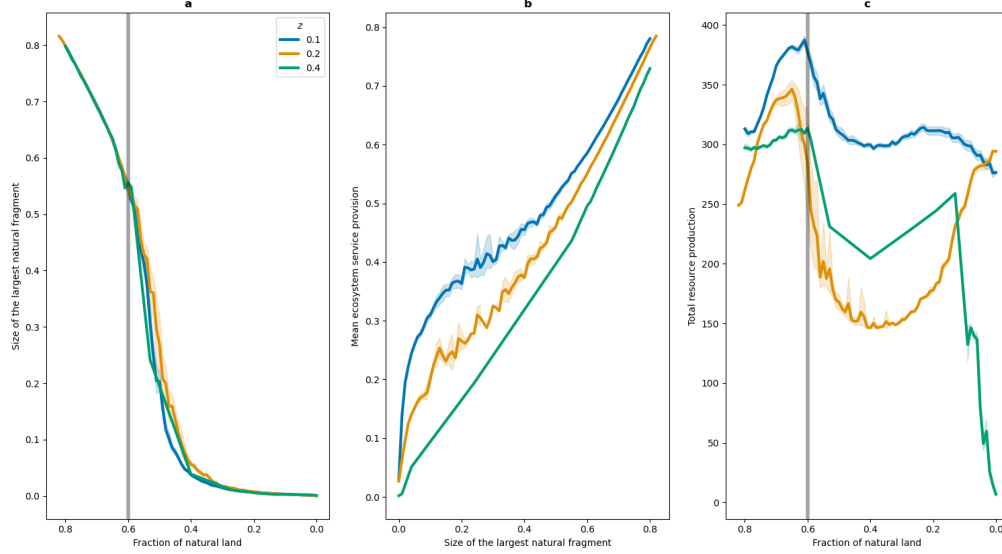 a
z
0.1
0.2
0.4
Size of the largest natural fragment
0.8
0.7
0.6
0.5
0.4
0.3
0.2
0.1
0.0
0.8 0.6 0.4 0.2 0.0
Fraction of natural land
b
Mean ecosystem service provision
0.8
0.7
0.6
0.5
0.4
0.3
0.2
0.1
0.0
0.0 0.2 0.4 0.6 0.8
Size of the largest natural fragment
c
Total resource production
400
350
300
250
200
150
100
50
0
0.8 0.6 0.4 0.2 0.0
Fraction of natural land